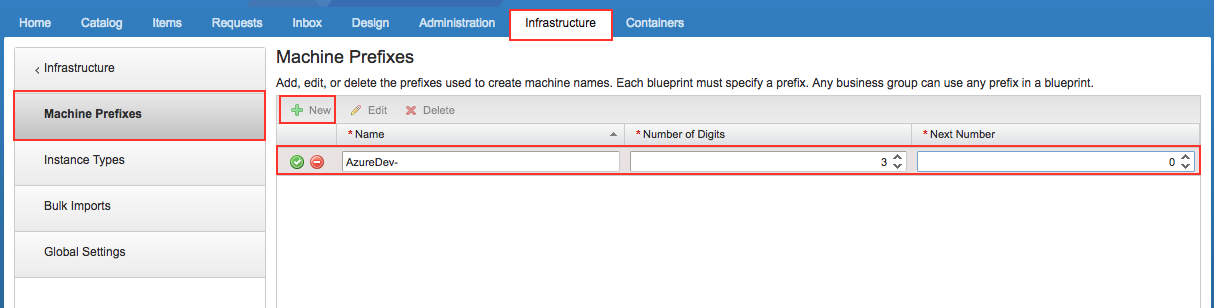 Home Catalog Items Requests Inbox Design Administration Infrastructure Containers
Infrastructure
Machine Prefixes
Instance Types
Bulk Imports
Global Settings
Machine Prefixes
Add, edit, or delete the prefixes used to create machine names. Each blueprint must specify a prefix. Any business group can use any prefix in a blueprint.
New Edit Delete
* Name * Number of Digits * Next Number
AzureDev- 3 0